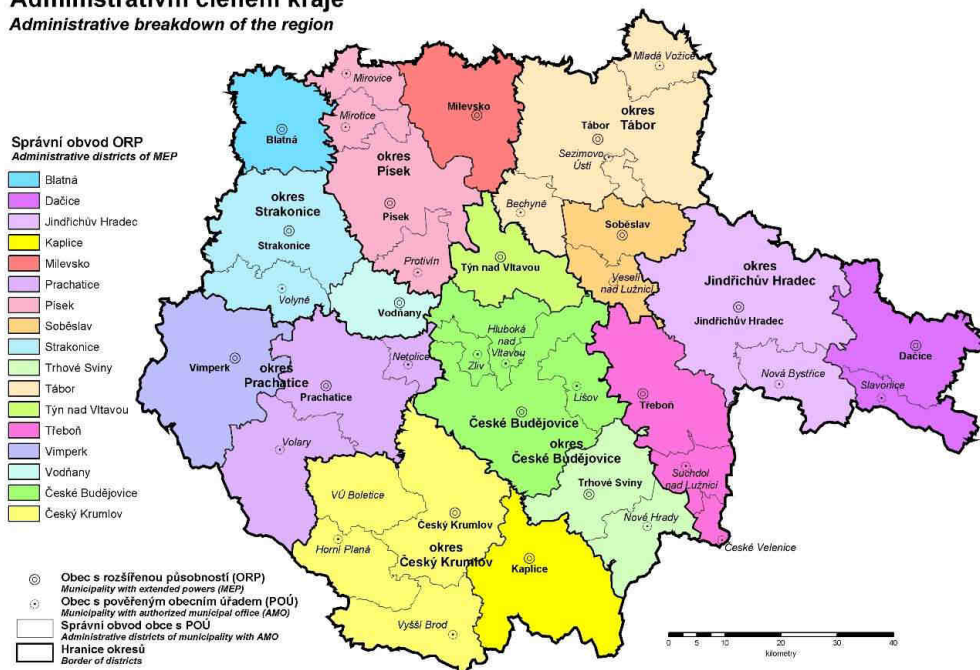 Administrativní členění kraje
Administrative breakdown of the region
Správní obvod ORP
Administrative districts of MEP
Blatná
Dačice
Jindřichův Hradec
Kaplice
Milevsko
Prachatice
Písek
Soběslav
Strakonice
Trhové Sviny
Tábor
Týn nad Vltavou
Třeboň
Vimperk
Vodňany
České Budějovice
Český Krumlov
Obec s rozšířenou působností (ORP)
Municipality with extended powers (MEP)
Obec s pověřeným obecním úřadem (POÚ)
Municipality with authorized municipal office (AMO)
Správní obvod obce s POÚ
Administrative districts of municipality with AMO
Hranice okresů
Border of districts
Mladá Vožice
Mirovice
Mirotice
Milevsko
okres
Tábor
Tábor
Blatná
Sezimovo
Ústí
okres
Písek
Písek
Bechyně
okres
Strakonice
Strakonice
Soběslav
Protivín
Týn nad Vltavou
Veselí
nad Lužnicí
okres
Jindřichův Hradec
Jindřichův Hradec
Volyně
Vodňany
Hluboká
nad
Vltavou
Zliv
Dačice
Vimperk
okres
Prachatice
Prachatice
Netolice
Nová Bystřice
Slavonice
Lišov
Třeboň
České Budějovice
okres
České Budějovice
Volary
Trhové Sviny
Suchdol
nad Lužnicí
VÚ Boletice
Český Krumlov
Nové Hrady
České Velenice
Horní Planá
okres
Český Krumlov
Kaplice
Vyšší Brod
0 5 10 20 30 40
kilometry